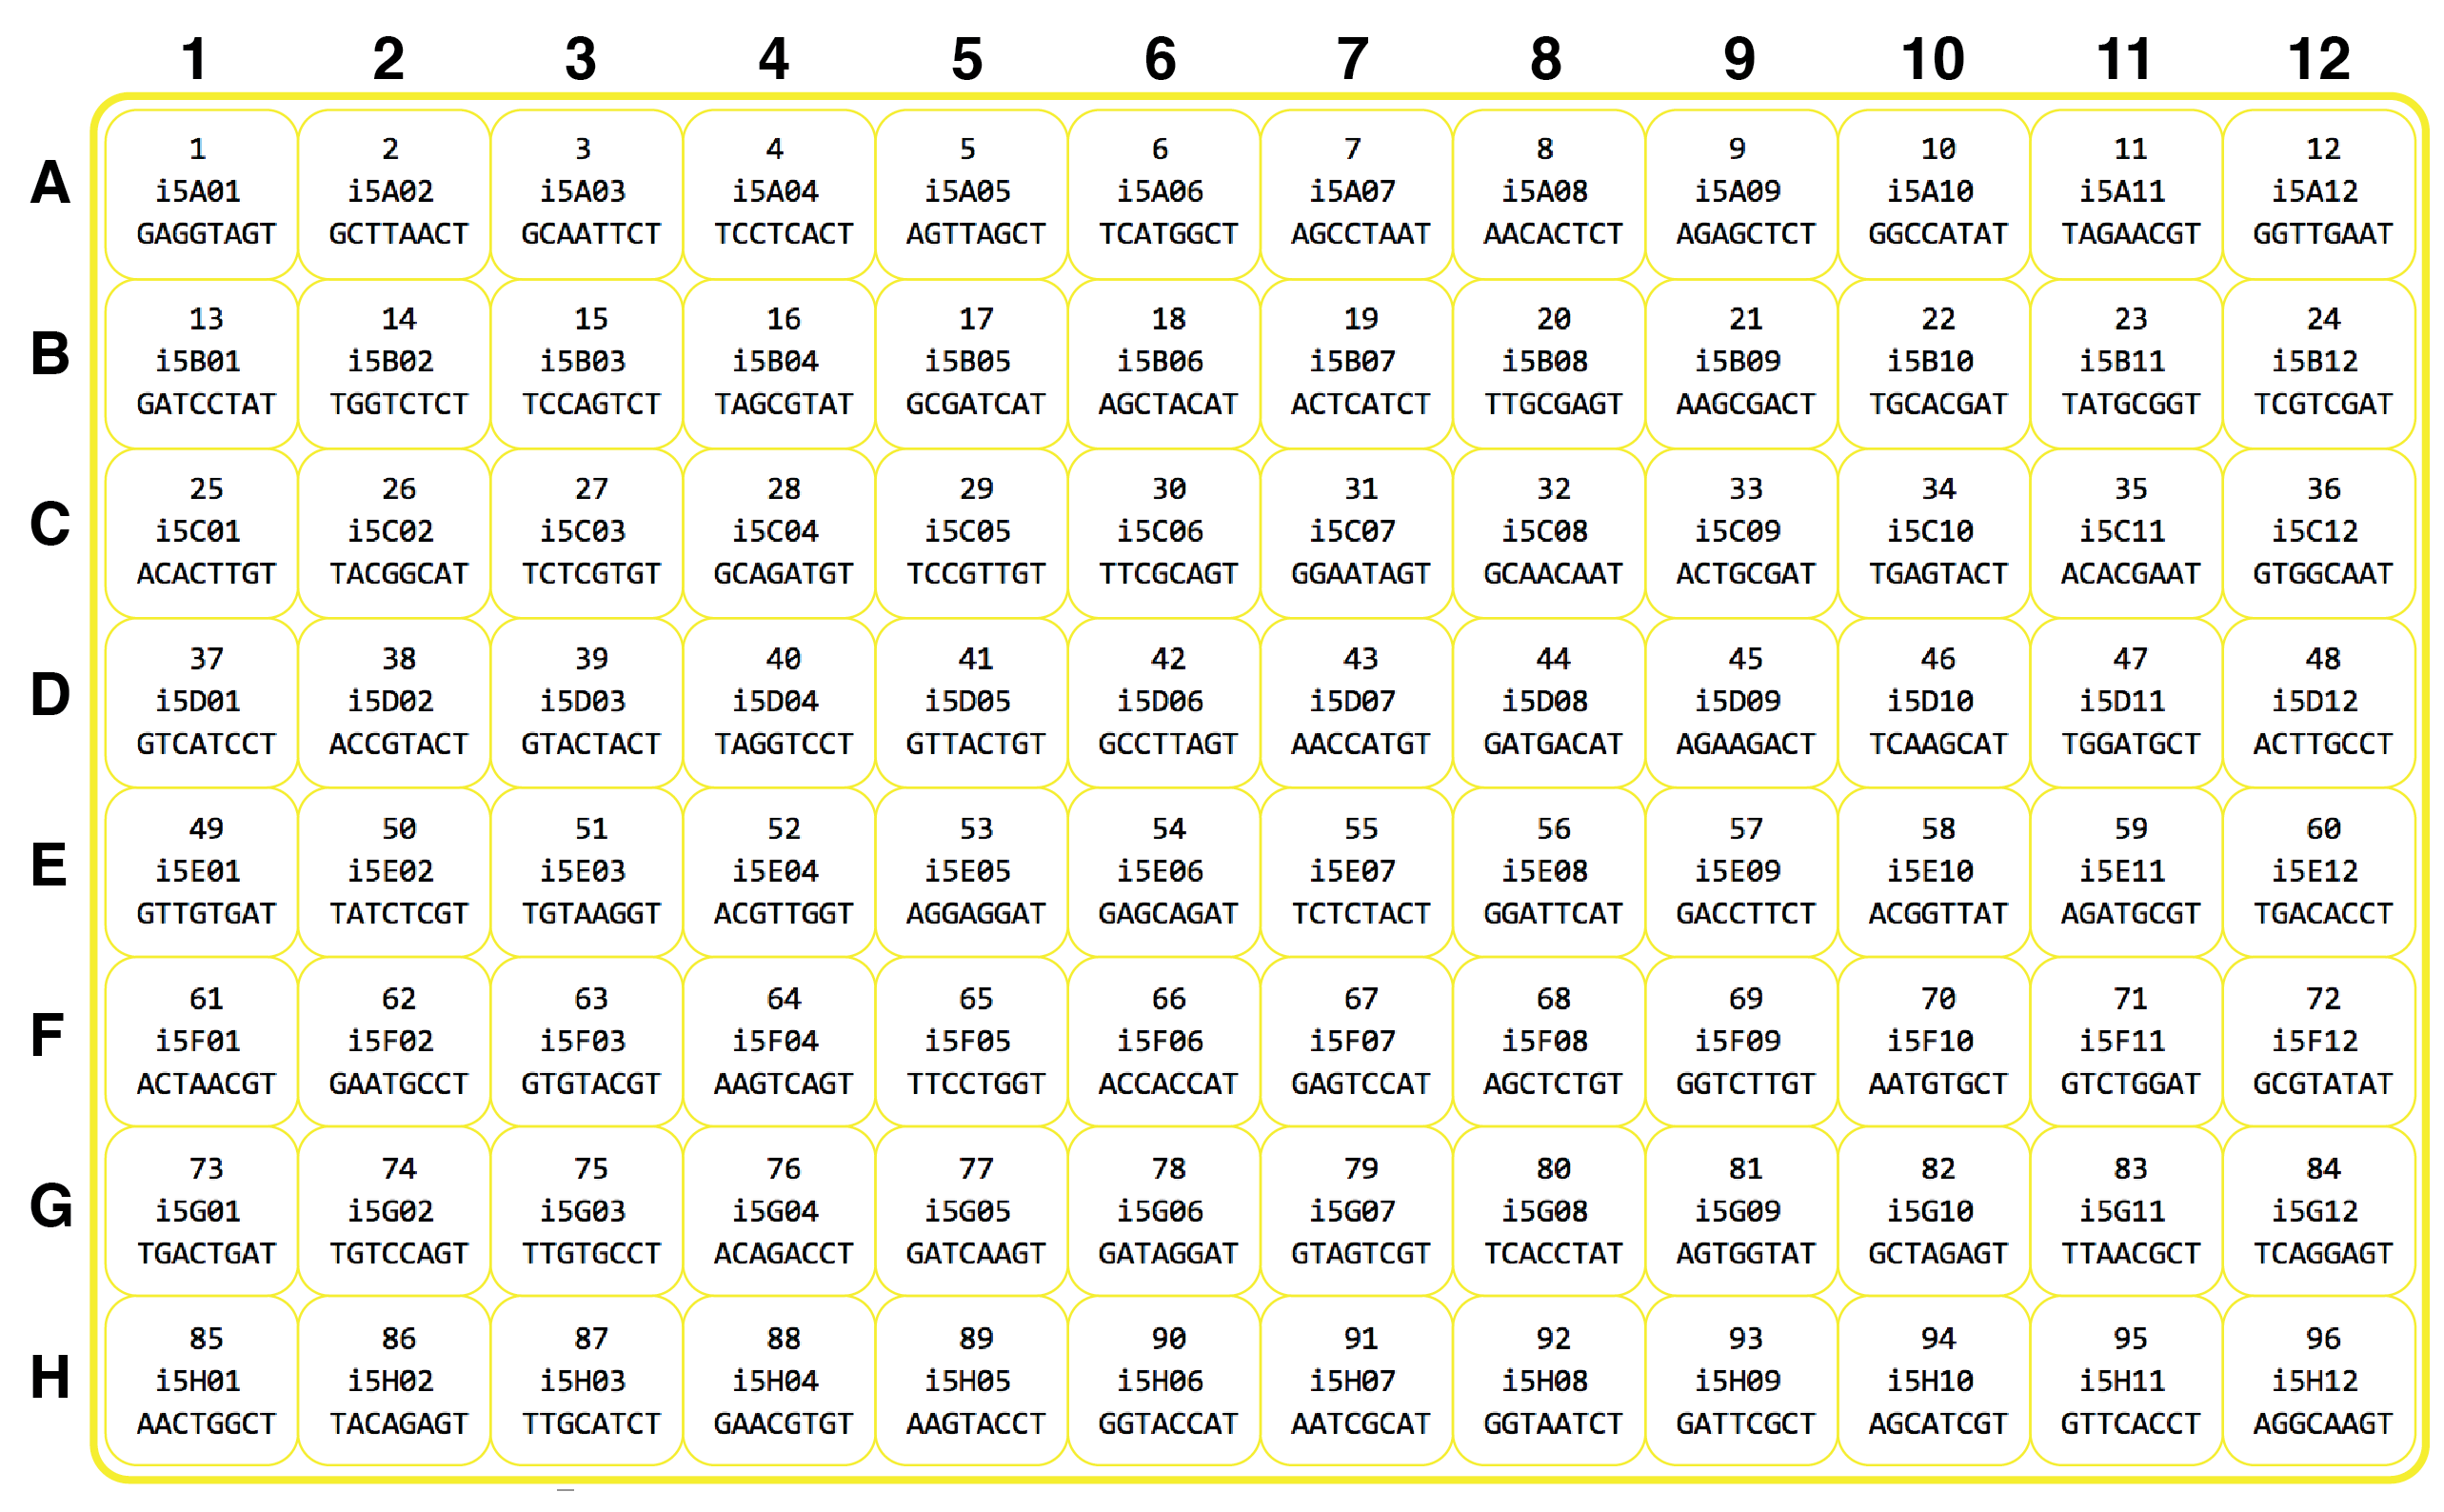 1 2 3 4 5 6 7 8 9 10 11 12
A
1 2 3 4 5 6 7 8 9 10 11 12
i5A01 i5A02 i5A03 i5A04 i5A05 i5A06 i5A07 i5A08 i5A09 i5A10 i5A11 i5A12
GAGGTAGT GCTTAACT GCAATTCT TCCTCACT AGTTAGCT TCATGGCT AGCCTAAT AACACTCT AGAGCTCT GGCCATAT TAGAACGT GGTTGAAT
B
13 14 15 16 17 18 19 20 21 22 23 24
i5B01 i5B02 i5B03 i5B04 i5B05 i5B06 i5B07 i5B08 i5B09 i5B10 i5B11 i5B12
GATCCTAT TGGTCTCT TCCAGTCT TAGCGTAT GCGATCAT AGCTACAT ACTCATCT TTGCGAGT AAGCGACT TGCACGAT TATGCGGT TCGTCGAT
C
25 26 27 28 29 30 31 32 33 34 35 36
i5C01 i5C02 i5C03 i5C04 i5C05 i5C06 i5C07 i5C08 i5C09 i5C10 i5C11 i5C12
ACACTTGT TACGGCAT TCTCGTGT GCAGATGT TCCGTTGT TTCGCAGT GGAATAGT GCAACAAT ACTGCGAT TGAGTACT ACACGAAT GTGGCAAT
D
37 38 39 40 41 42 43 44 45 46 47 48
i5D01 i5D02 i5D03 i5D04 i5D05 i5D06 i5D07 i5D08 i5D09 i5D10 i5D11 i5D12
GTCATCCT ACCGTACT GTACTACT TAGGTCCT GTTACTGT GCCTTAGT AACCATGT GATGACAT AGAAGACT TCAAGCAT TGGATGCT ACTTGCCT
E
49 50 51 52 53 54 55 56 57 58 59 60
i5E01 i5E02 i5E03 i5E04 i5E05 i5E06 i5E07 i5E08 i5E09 i5E10 i5E11 i5E12
GTTGTGAT TATCTCGT TGTAAGGT ACGTTGGT AGGAGGAT GAGCAGAT TCTCTACT GGATTCAT GACCTTCT ACGGTTAT AGATGCGT TGACACCT
F
61 62 63 64 65 66 67 68 69 70 71 72
i5F01 i5F02 i5F03 i5F04 i5F05 i5F06 i5F07 i5F08 i5F09 i5F10 i5F11 i5F12
ACTAACGT GAATGCCT GTGTACGT AAGTCAGT TTCCTGGT ACCACCAT GAGTCCAT AGCTCTGT GGTCTTGT AATGTGCT GTCTGGAT GCGTATAT
G
73 74 75 76 77 78 79 80 81 82 83 84
i5G01 i5G02 i5G03 i5G04 i5G05 i5G06 i5G07 i5G08 i5G09 i5G10 i5G11 i5G12
TGACTGAT TGTCCAGT TTGTGCCT ACAGACCT GATCAAGT GATAGGAT GTAGTCGT TCACCTAT AGTGGTAT GCTAGAGT TTAACGCT TCAGGAGT
H
85 86 87 88 89 90 91 92 93 94 95 96
i5H01 i5H02 i5H03 i5H04 i5H05 i5H06 i5H07 i5H08 i5H09 i5H10 i5H11 i5H12
AACTGGCT TACAGAGT TTGCATCT GAACGTGT AAGTACCT GGTACCAT AATCGCAT GGTAATCT GATTCGCT AGCATCGT GTTCACCT AGGCAAGT